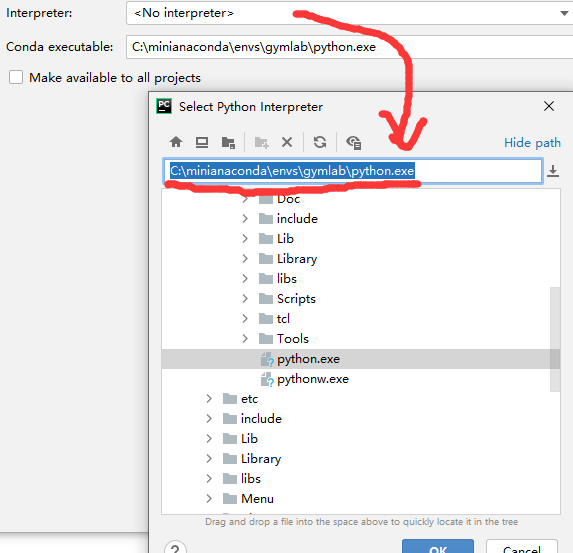 Interpreter: <No interpreter>
Conda executable: C:\minianaconda\envs\gymlab\python.exe
Make available to all projects
PC Select Python Interpreter
Hide path
C:\minianaconda\envs\gymlab\python.exe
Doc
include
Lib
Library
libs
Scripts
tcl
Tools
python.exe
pythonw.exe
etc
include
Lib
Library
libs
Menu
Drag and drop a file into the space above to quickly locate it in the tree
? OK Cancel